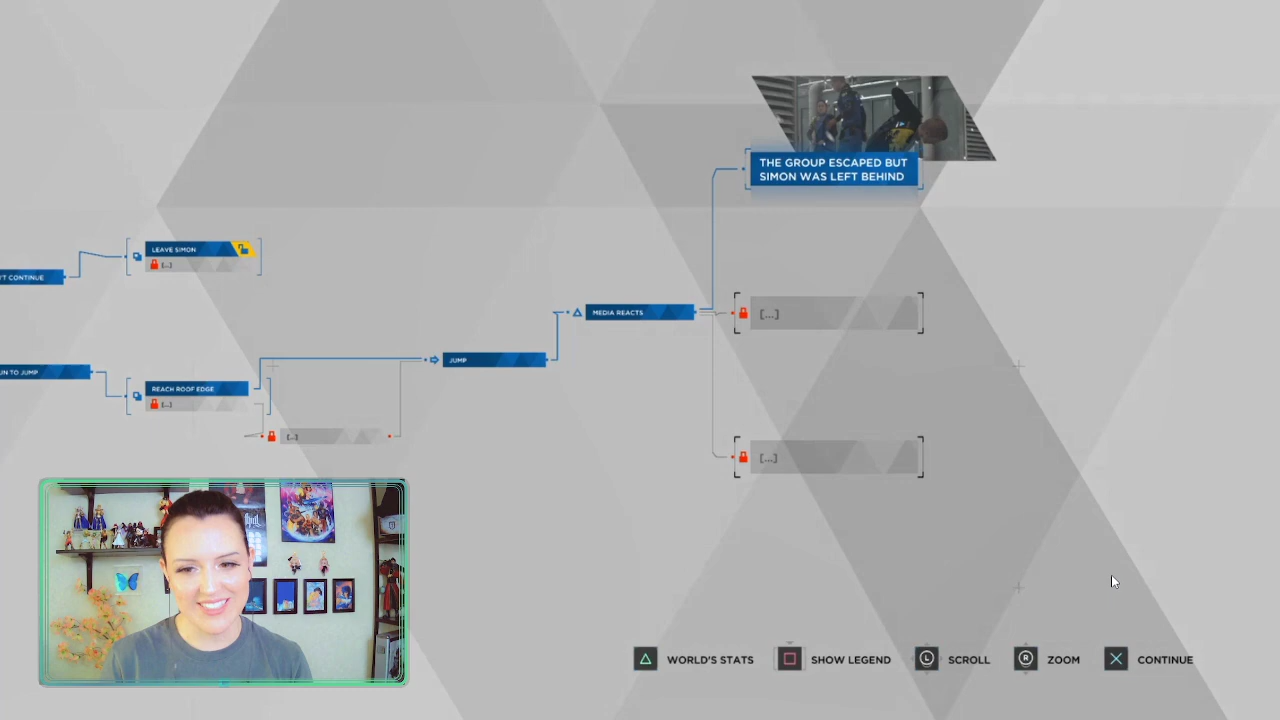 THE GROUP ESCAPED BUT
SIMON WAS LEFT BEHIND
LEAVE SIMON
[...]
'T CONTINUE
[...]
MEDIA REACTS
JUMP
IN TO JUMP
REACH ROOF EDGE
[...]
[...]
[...]
WORLD'S STATS
SHOW LEGEND
L
SCROLL
R
ZOOM
CONTINUE